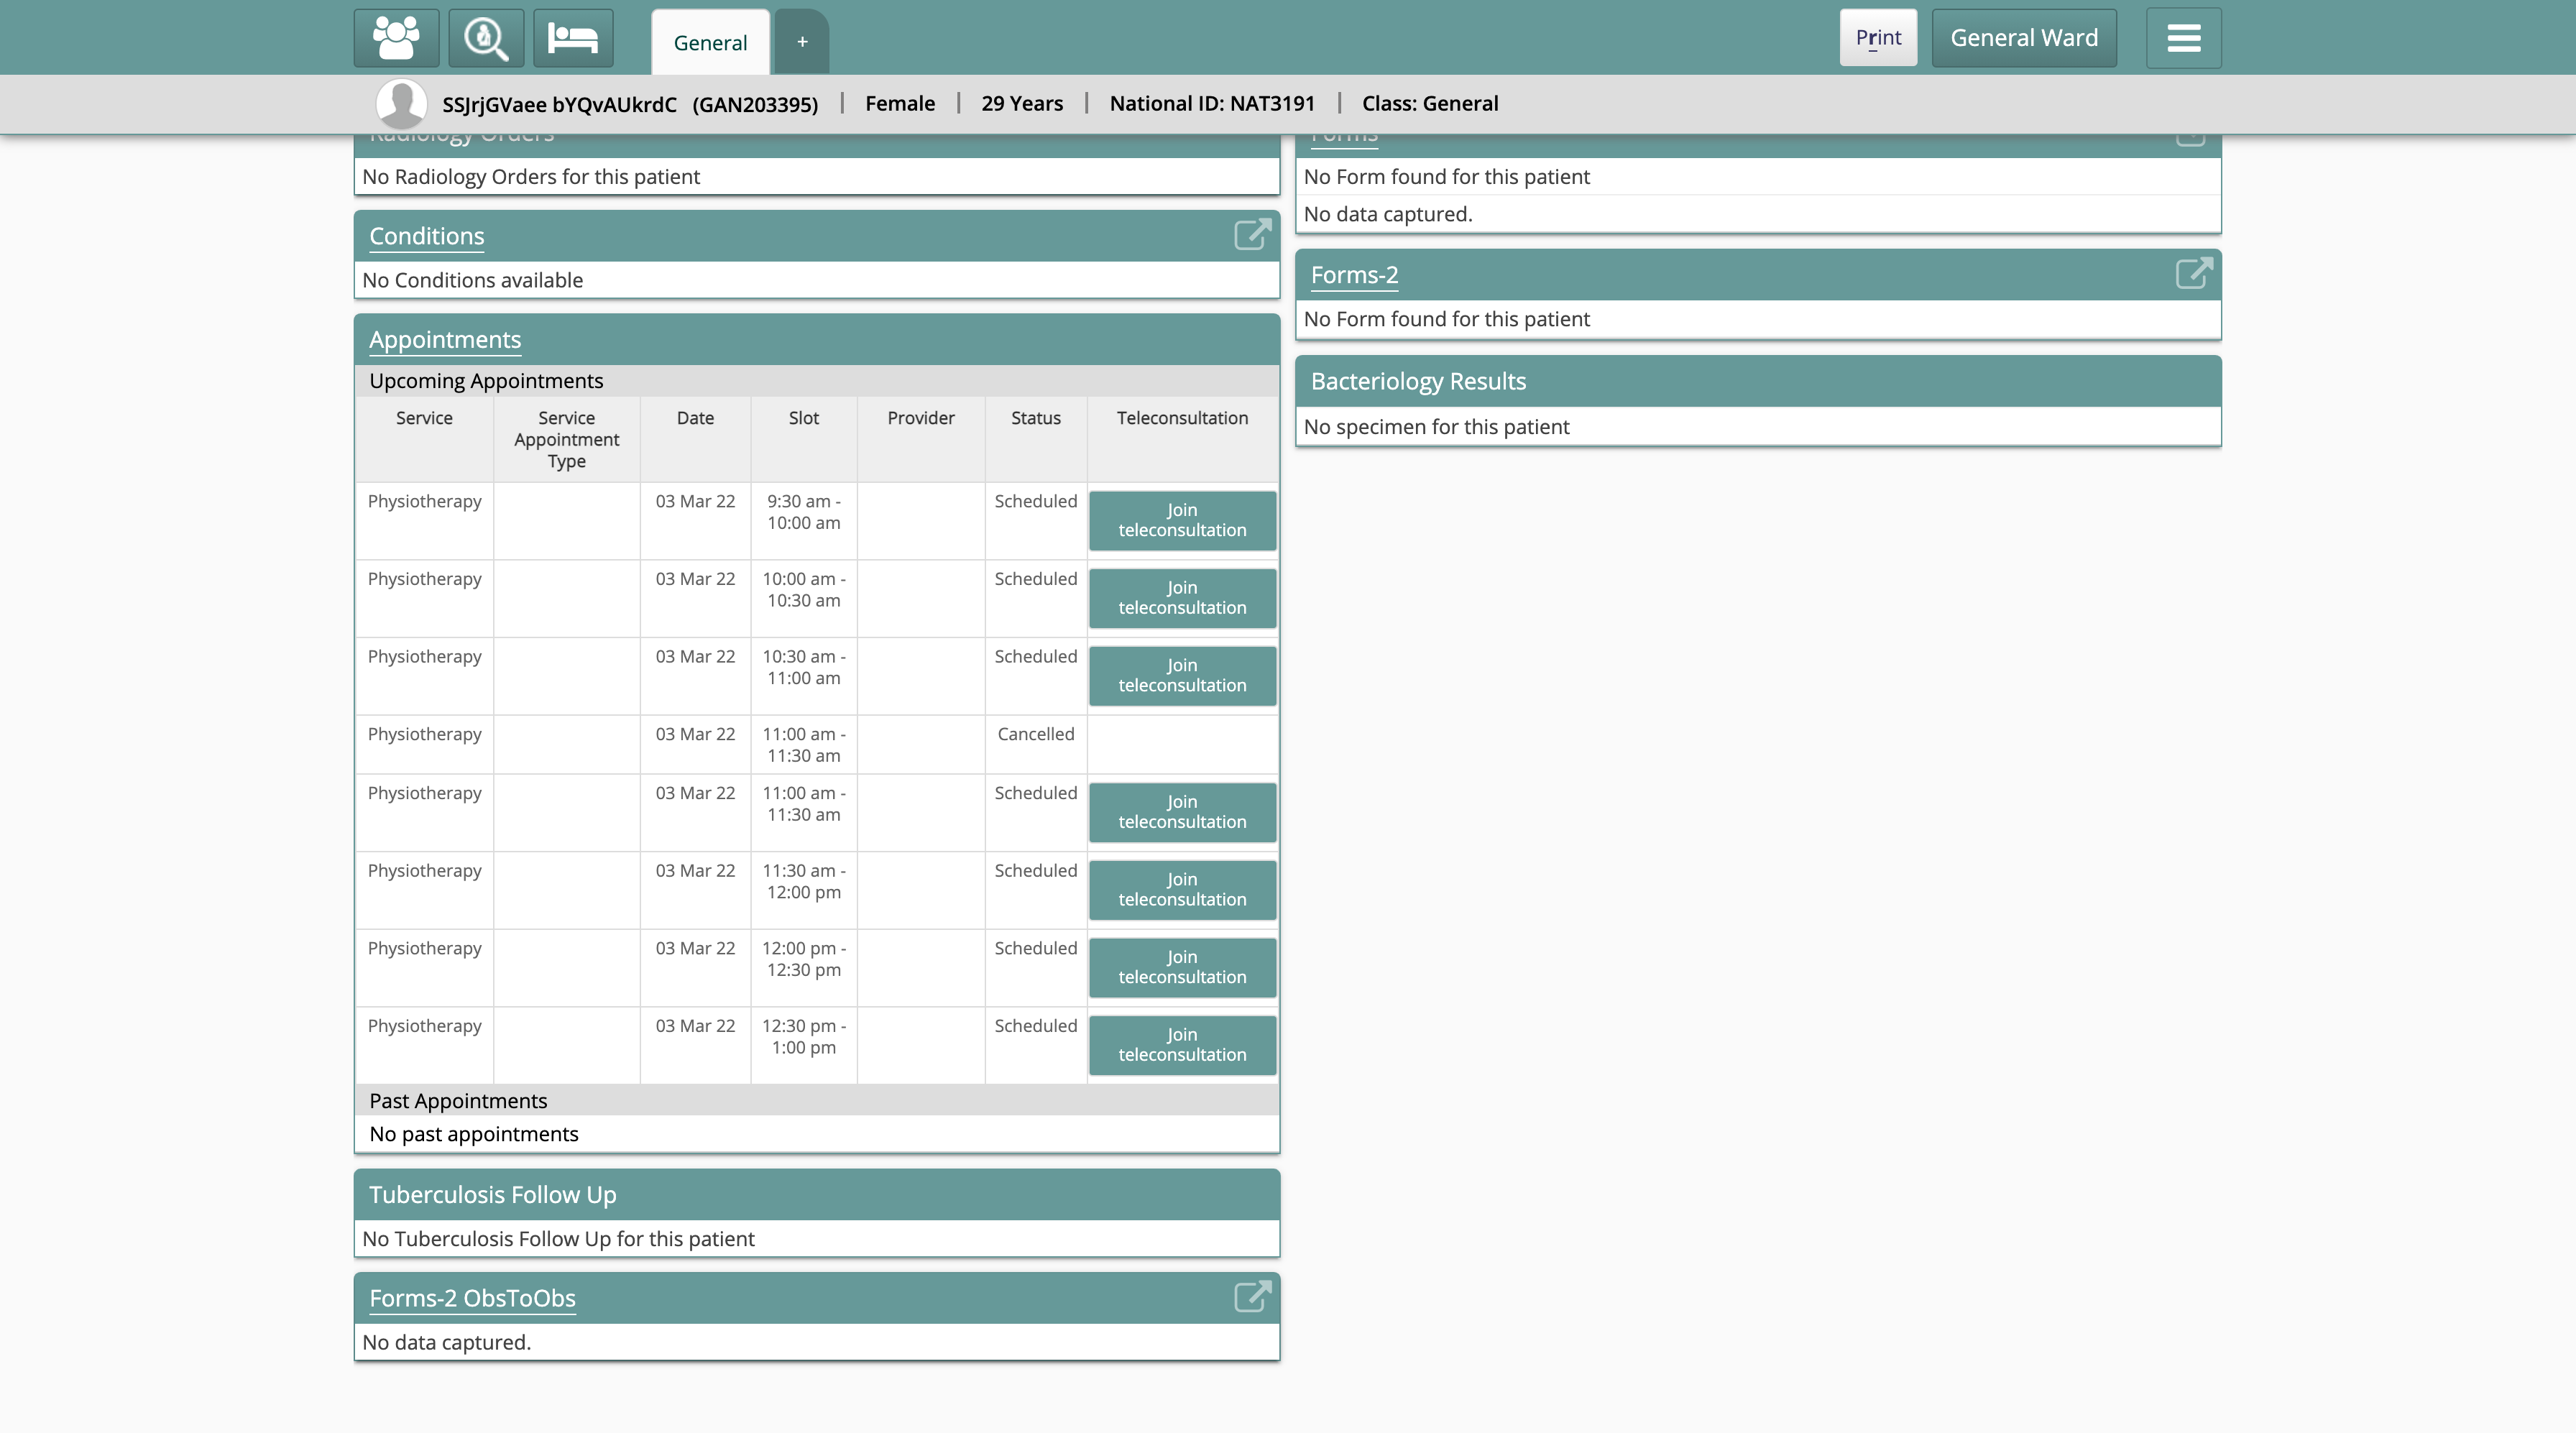 General
+
Print
General Ward
SSJrjGVaee bYQvAUkrdC (GAN203395) | Female | 29 Years | National ID: NAT3191 | Class: General
Radiology Orders
No Radiology Orders for this patient
Conditions
No Conditions available
Appointments
Upcoming Appointments
Service
Service
Appointment
Type
Date
Slot
Provider
Status
Teleconsultation
Physiotherapy
03 Mar 22
9:30 am -
10:00 am
Scheduled
Join
teleconsultation
Physiotherapy
03 Mar 22
10:00 am -
10:30 am
Scheduled
Join
teleconsultation
Physiotherapy
03 Mar 22
10:30 am -
11:00 am
Scheduled
Join
teleconsultation
Physiotherapy
03 Mar 22
11:00 am -
11:30 am
Cancelled
Physiotherapy
03 Mar 22
11:00 am -
11:30 am
Scheduled
Join
teleconsultation
Physiotherapy
03 Mar 22
11:30 am -
12:00 pm
Scheduled
Join
teleconsultation
Physiotherapy
03 Mar 22
12:00 pm -
12:30 pm
Scheduled
Join
teleconsultation
Physiotherapy
03 Mar 22
12:30 pm -
1:00 pm
Scheduled
Join
teleconsultation
Past Appointments
No past appointments
Tuberculosis Follow Up
No Tuberculosis Follow Up for this patient
Forms-2 ObsToObs
No data captured.
Forms
No Form found for this patient
No data captured.
Forms-2
No Form found for this patient
Bacteriology Results
No specimen for this patient